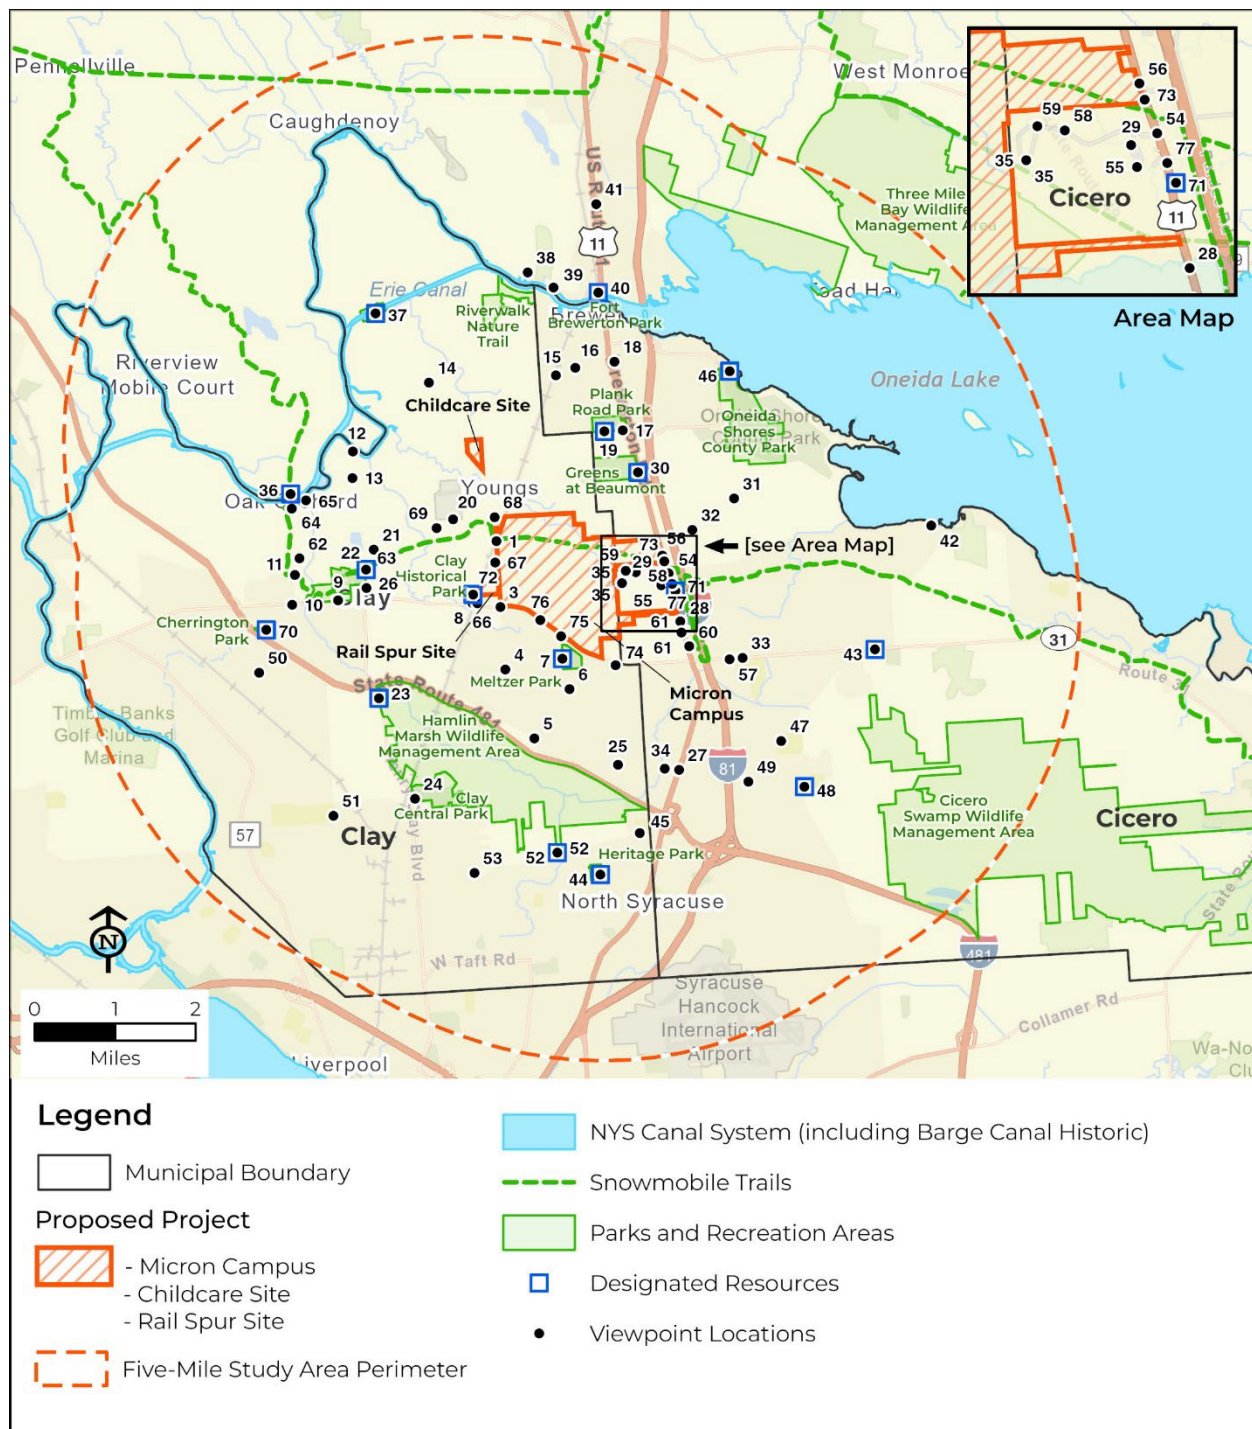 Pennellville
Caughdenoy
West Monroe
US Route 11
41
11
Three Mile
Bay Wildlife
Management Area
38
39
40
Erie Canal
37
Riverwalk
Nature
Trail
Fort
Brewerton Park
Riverview
Mobile Court
14
15
16
18
46
Oneida Lake
Childcare Site
Plank
Road Park
17
19
Oneida
Shores
County Park
12
13
30
Greens
at Beaumont
36
65
Oak Orchard
64
Youngs
31
69
20
68
32
42
21
1
73
56
[see Area Map]
62
22
63
Clay
Historical
Park
67
59
29
54
11
9
26
72
35
58
71
10
Clay
8
66
3
76
35
55
77
28
Cherrington
Park
70
75
61
60
31
Rail Spur Site
4
7
74
61
33
43
50
Meltzer Park
6
57
Route 31
23
State Route 481
Micron
Campus
Timber Banks
Golf Club and
Marina
Hamlin
Marsh Wildlife
Management Area
5
25
34
27
47
81
49
48
24
Clay
Central Park
51
Cicero
Swamp Wildlife
Management Area
Cicero
57
Clay
45
53
52
52
Heritage Park
44
North Syracuse
W Taft Rd
481
Syracuse
Hancock
International
Airport
Collamer Rd
Liverpool
N
0 1 2
Miles
56
73
59
58
29
54
35
35
55
77
71
Cicero
11
28
Area Map
Legend
Municipal Boundary
Proposed Project
- Micron Campus
- Childcare Site
- Rail Spur Site
Five-Mile Study Area Perimeter
NYS Canal System (including Barge Canal Historic)
Snowmobile Trails
Parks and Recreation Areas
Designated Resources
Viewpoint Locations